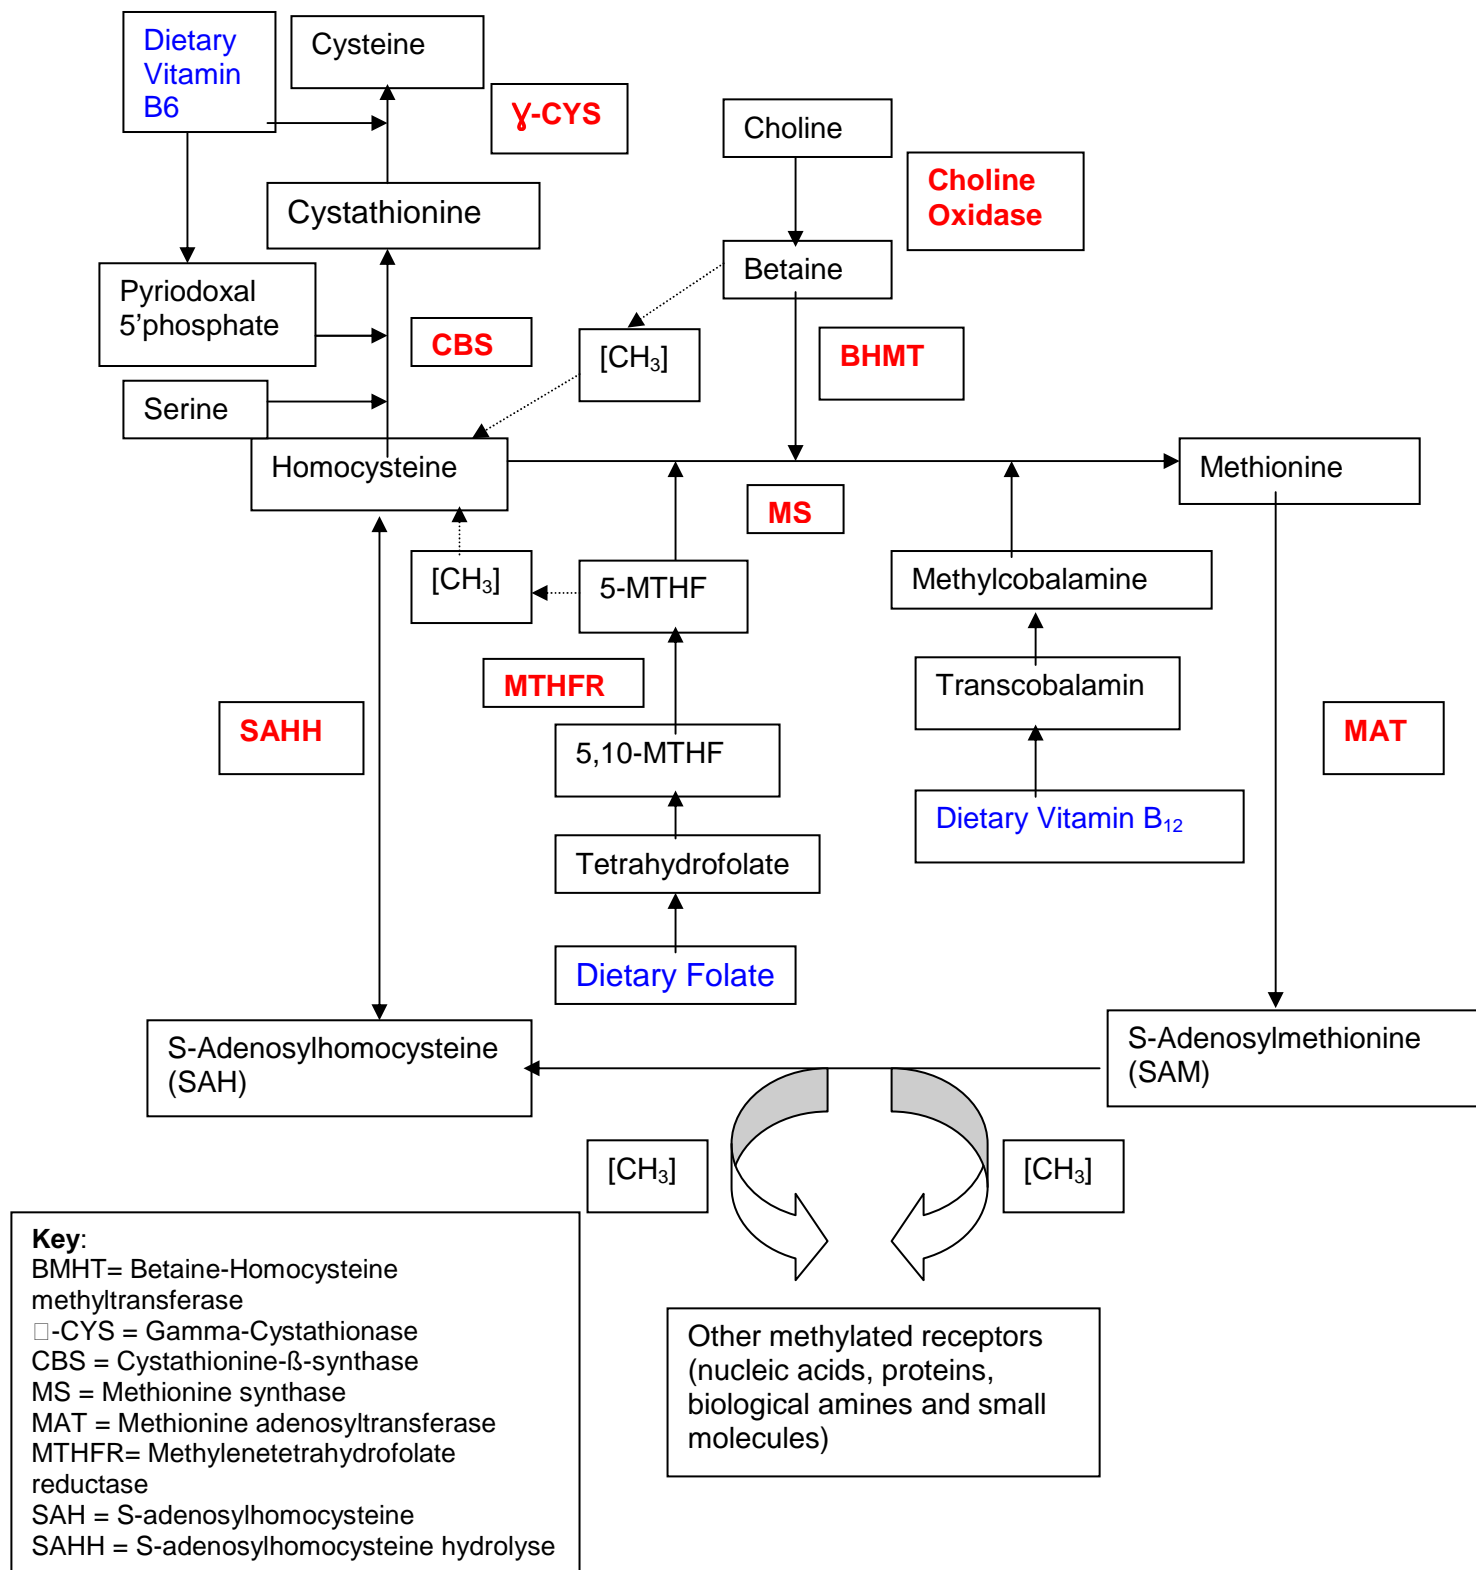 Dietary
Vitamin
B6
Cysteine
ɣ-CYS
Choline
Choline
Oxidase
Cystathionine
Betaine
Pyriodoxal
5’phosphate
CBS
[CH₃]
BHMT
Serine
Homocysteine
Methionine
MS
[CH₃]
5-MTHF
Methylcobalamine
MTHFR
Transcobalamin
SAHH
5,10-MTHF
MAT
Dietary Vitamin B₁₂
Tetrahydrofolate
Dietary Folate
S-Adenosylhomocysteine
(SAH)
S-Adenosylmethionine
(SAM)
[CH₃]
[CH₃]
Key:
BMHT= Betaine-Homocysteine
methyltransferase
□-CYS = Gamma-Cystathionase
CBS = Cystathionine-ß-synthase
MS = Methionine synthase
MAT = Methionine adenosyltransferase
MTHFR= Methylenetetrahydrofolate
reductase
SAH = S-adenosylhomocysteine
SAHH = S-adenosylhomocysteine hydrolyse
Other methylated receptors
(nucleic acids, proteins,
biological amines and small
molecules)